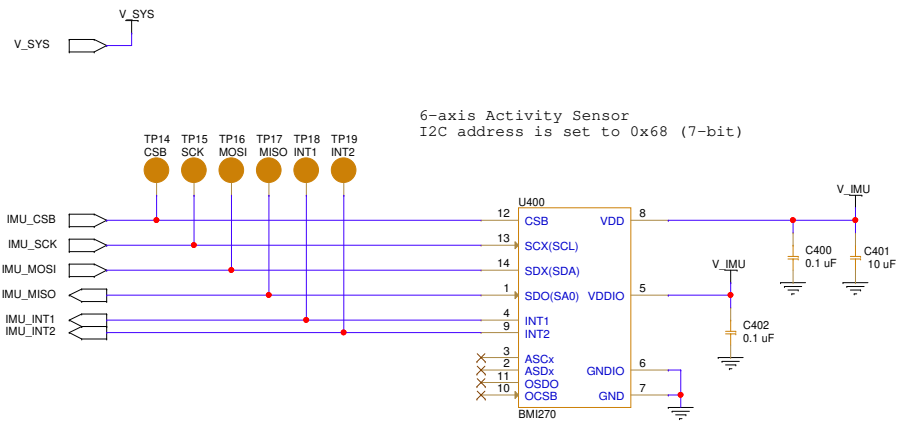 V_SYS
V_SYS
6-axis Activity Sensor
I2C address is set to 0x68 (7-bit)
TP14 TP15 TP16 TP17 TP18 TP19
CSB SCK MOSI MISO INT1 INT2
V_IMU
U400
IMU_CSB 12 CSB VDD 8
IMU_SCK 13 SCX(SCL)
C400 C401
0.1 uF 10 uF
IMU_MOSI 14 SDX(SDA)
V_IMU
IMU_MISO 1 SDO(SA0) VDDIO 5
IMU_INT1 4 INT1
IMU_INT2 9 INT2
C402
0.1 uF
3 ASCx
2 ASDx GNDIO 6
11 OSDO
10 OCSB GND 7
BMI270